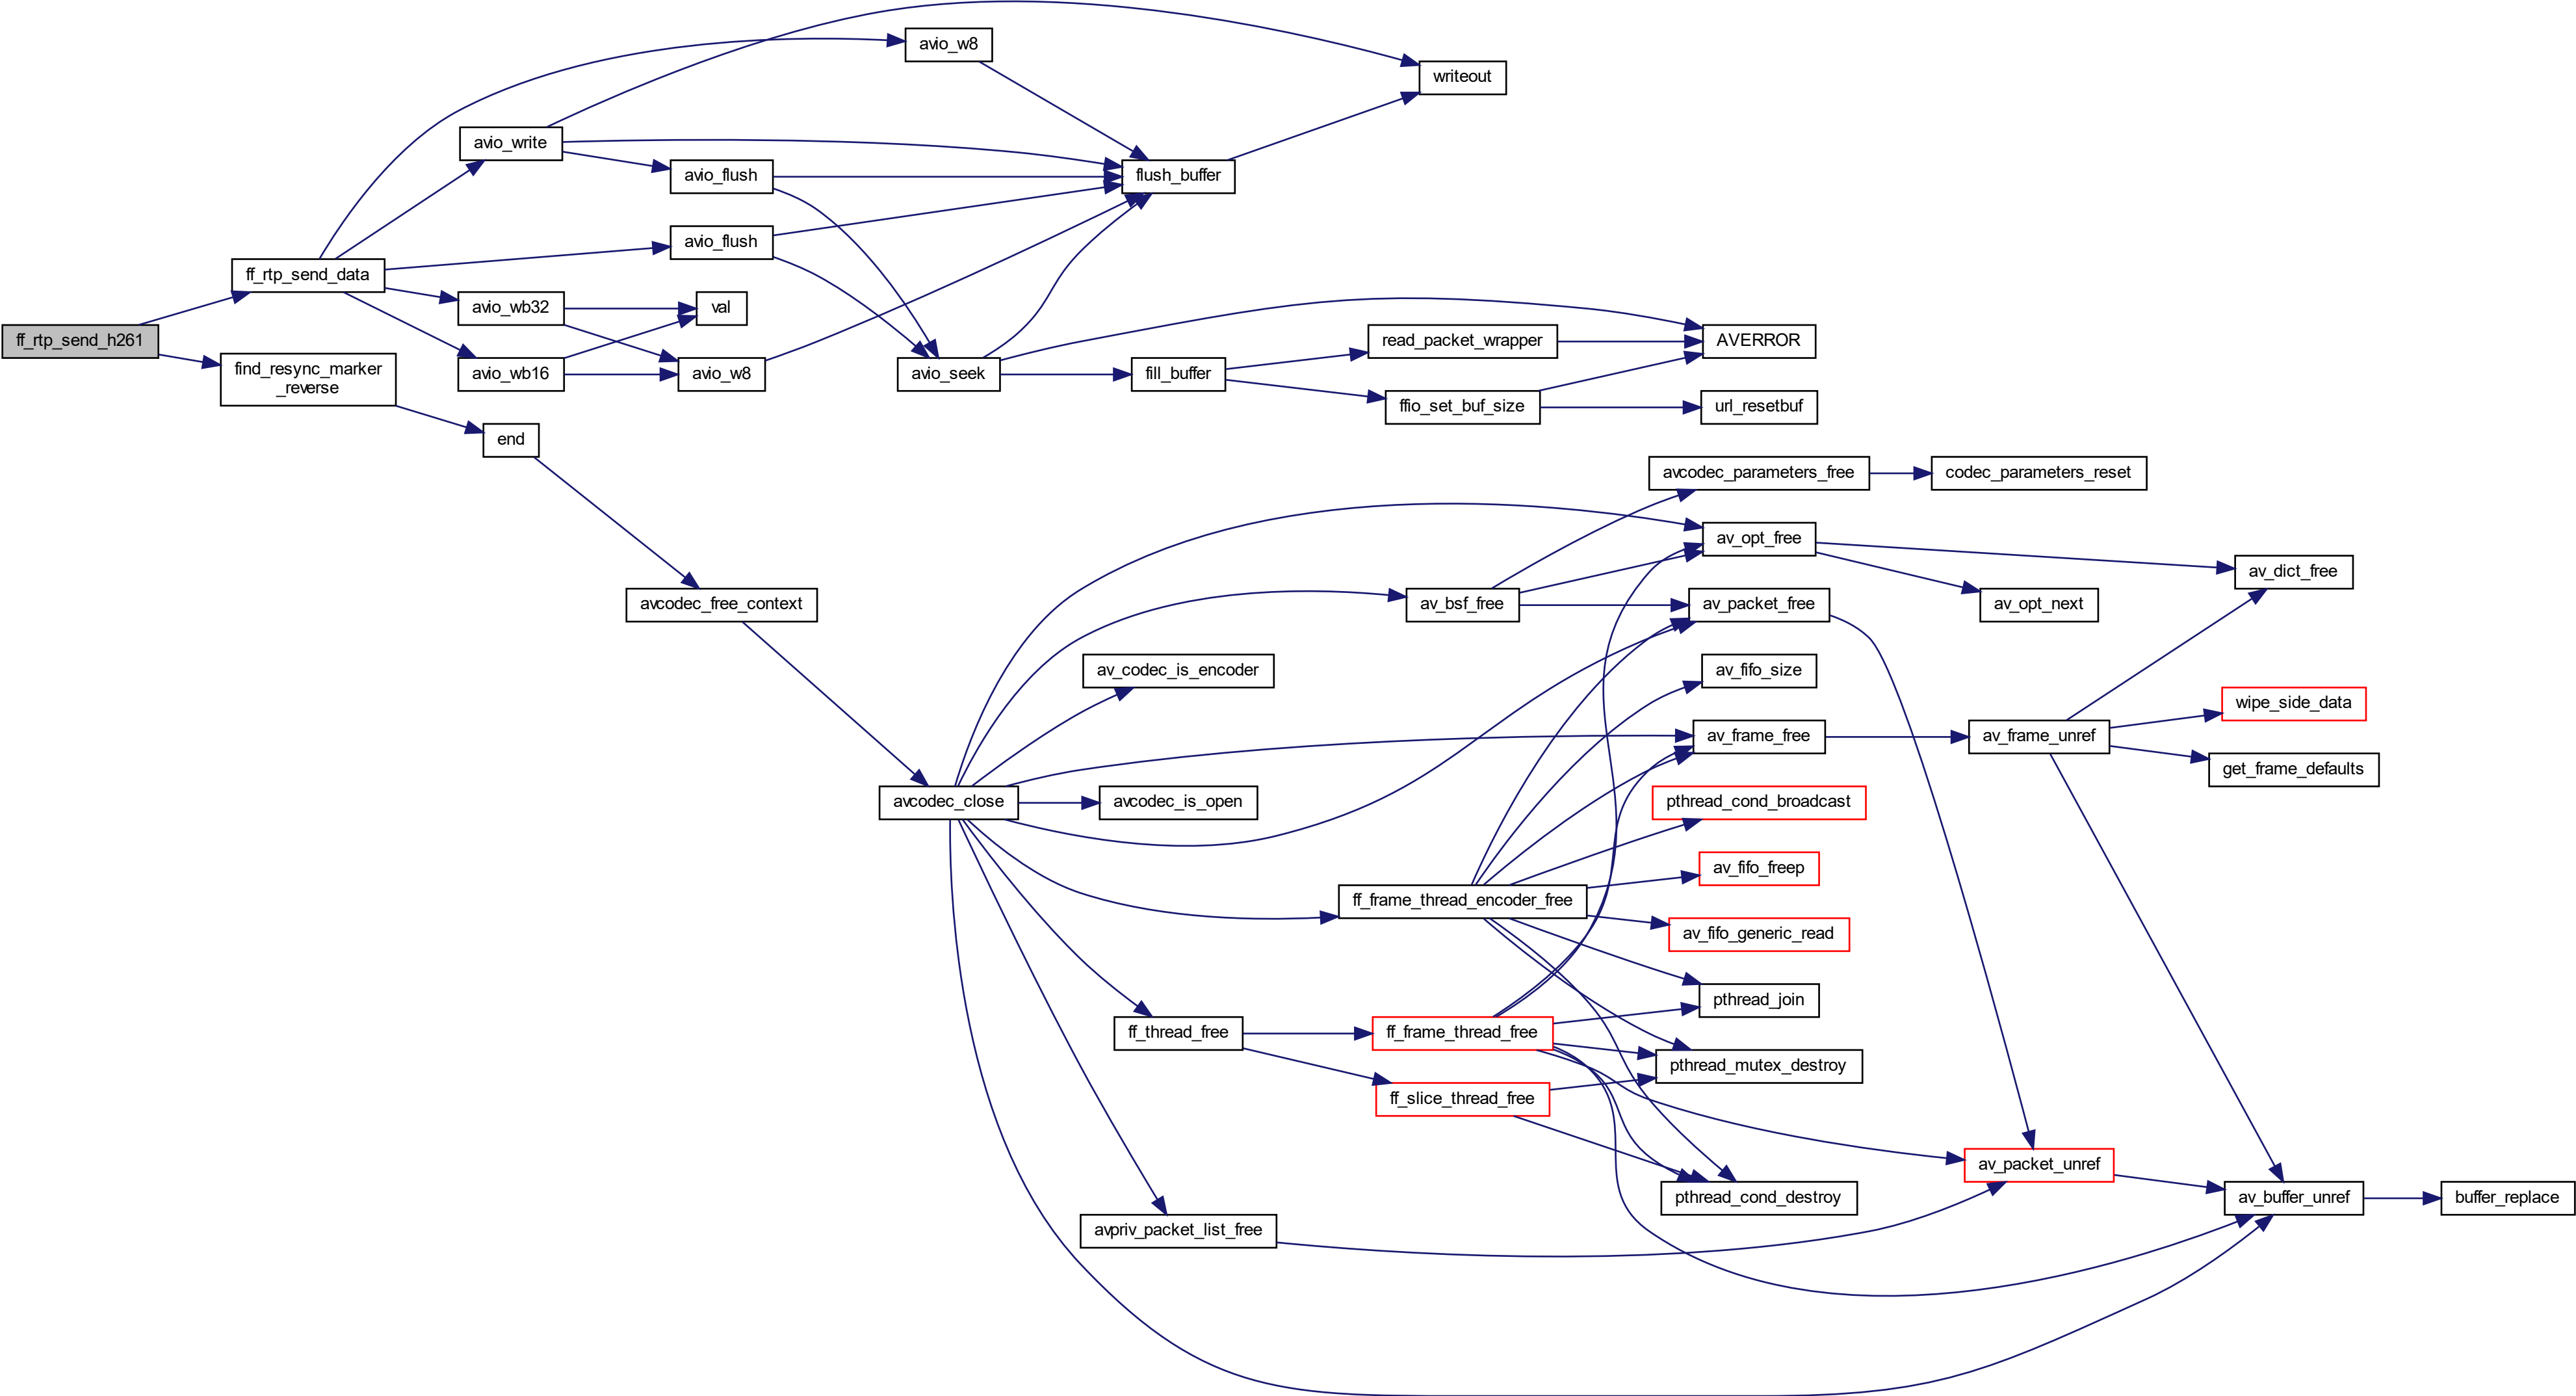 avio_w8
writeout
avio_write
avio_flush
flush_buffer
avio_flush
ff_rtp_send_data
avio_wb32
val
ff_rtp_send_h261
read_packet_wrapper
AVERROR
find_resync_marker
_reverse
avio_wb16
avio_w8
avio_seek
fill_buffer
ffio_set_buf_size
url_resetbuf
end
avcodec_parameters_free
codec_parameters_reset
av_opt_free
av_dict_free
avcodec_free_context
av_bsf_free
av_packet_free
av_opt_next
av_codec_is_encoder
av_fifo_size
wipe_side_data
av_frame_free
av_frame_unref
get_frame_defaults
avcodec_close
avcodec_is_open
pthread_cond_broadcast
av_fifo_freep
ff_frame_thread_encoder_free
av_fifo_generic_read
pthread_join
ff_thread_free
ff_frame_thread_free
pthread_mutex_destroy
ff_slice_thread_free
av_packet_unref
pthread_cond_destroy
av_buffer_unref
buffer_replace
avpriv_packet_list_free